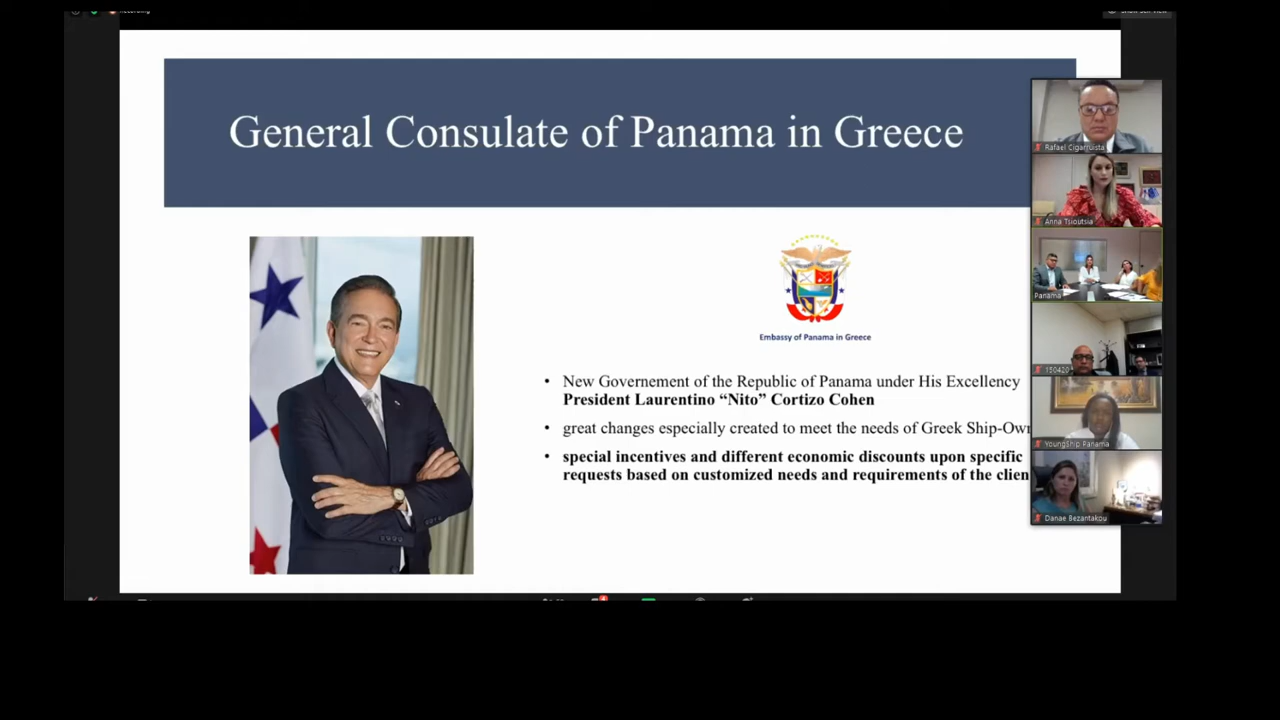 General Consulate of Panama in Greece
Rafael Cigarruista
Anna Tsioutsia
Panama
150420
YoungShip Panama
Danae Bezantakou
Embassy of Panama in Greece
• New Governement of the Republic of Panama under His Excellency
President Laurentino “Nito” Cortizo Cohen
• great changes especially created to meet the needs of Greek Ship-Own
• special incentives and different economic discounts upon specific
requests based on customized needs and requirements of the clien